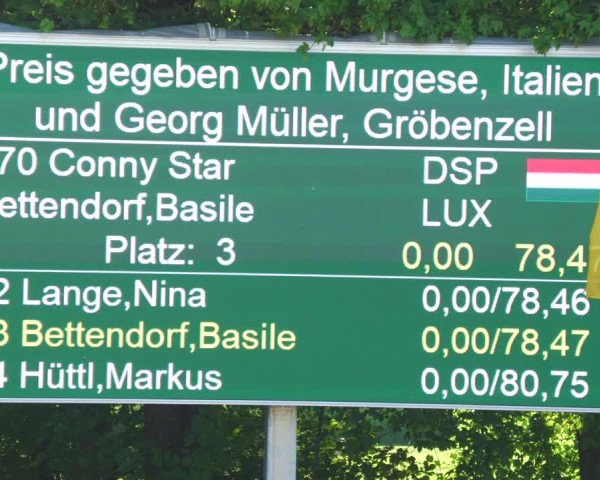 Preis gegeben von Murgese, Italien
und Georg Müller, Gröbenzell
70 Conny Star DSP
ettendorf,Basile LUX
Platz: 3 0,00 78,47
2 Lange,Nina 0,00/78,46
3 Bettendorf,Basile 0,00/78,47
4 Hüttl,Markus 0,00/80,75